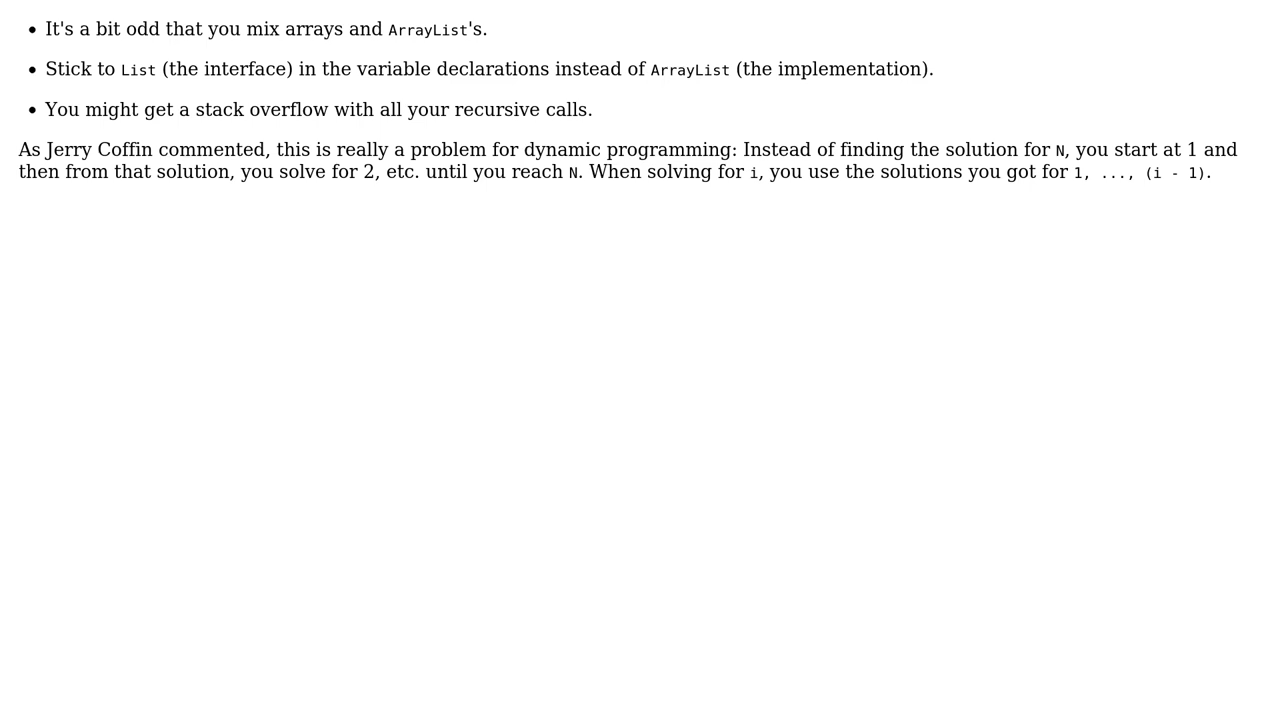 • It's a bit odd that you mix arrays and ArrayList's.
• Stick to List (the interface) in the variable declarations instead of ArrayList (the implementation).
• You might get a stack overflow with all your recursive calls.
As Jerry Coffin commented, this is really a problem for dynamic programming: Instead of finding the solution for N, you start at 1 and
then from that solution, you solve for 2, etc. until you reach N. When solving for i, you use the solutions you got for 1, ..., (i - 1).